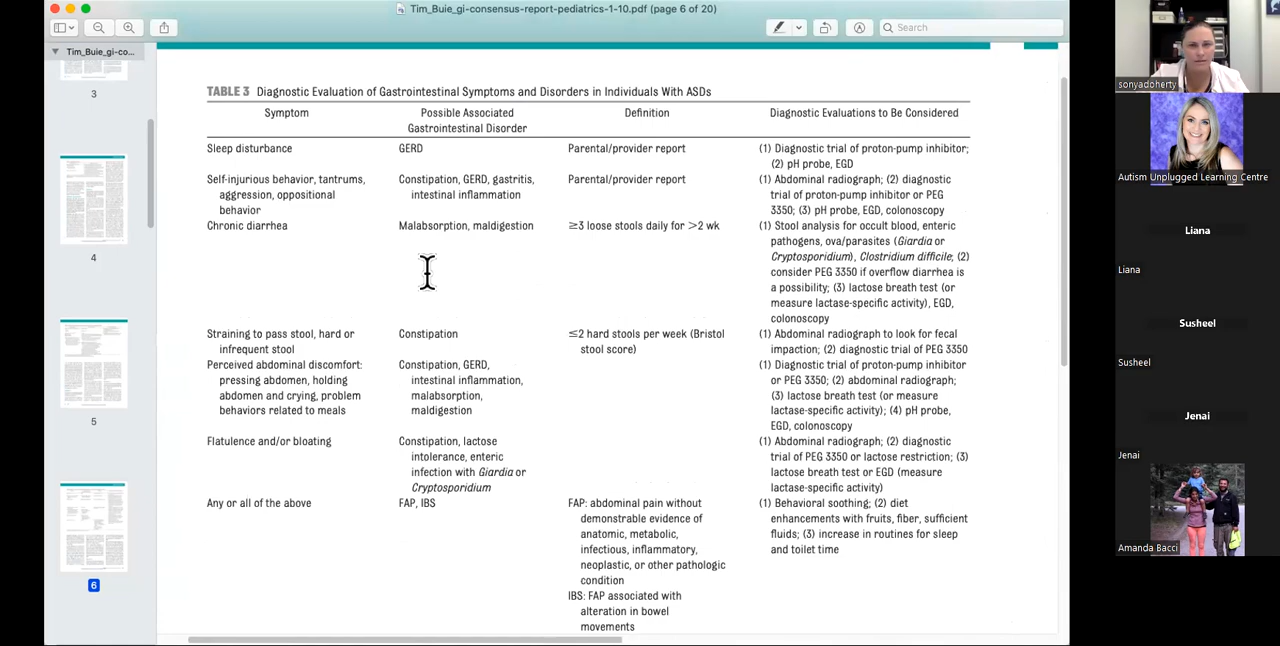 Tim_Buie_gi-consensus-report-pediatrics-1-10.pdf (page 6 of 20)
Search
Tim_Buie_gi-co...
3
4
5
6
TABLE 3 Diagnostic Evaluation of Gastrointestinal Symptoms and Disorders in Individuals With ASDs
Symptom
Possible Associated
Gastrointestinal Disorder
Definition
Diagnostic Evaluations to Be Considered
Sleep disturbance
GERD
Parental/provider report
(1) Diagnostic trial of proton-pump inhibitor;
(2) pH probe, EGD
Self-injurious behavior, tantrums,
aggression, oppositional
behavior
Constipation, GERD, gastritis,
intestinal inflammation
Parental/provider report
(1) Abdominal radiograph; (2) diagnostic
trial of proton-pump inhibitor or PEG
3350; (3) pH probe, EGD, colonoscopy
Chronic diarrhea
Malabsorption, maldigestion
≥3 loose stools daily for >2 wk
(1) Stool analysis for occult blood, enteric
pathogens, ova/parasites (Giardia or
Cryptosporidium), Clostridium difficile; (2)
consider PEG 3350 if overflow diarrhea is
a possibility; (3) lactose breath test (or
measure lactase-specific activity), EGD,
colonoscopy
Straining to pass stool, hard or
infrequent stool
Constipation
≤2 hard stools per week (Bristol
stool score)
(1) Abdominal radiograph to look for fecal
impaction; (2) diagnostic trial of PEG 3350
Perceived abdominal discomfort:
pressing abdomen, holding
abdomen and crying, problem
behaviors related to meals
Constipation, GERD,
intestinal inflammation,
malabsorption,
maldigestion
(1) Diagnostic trial of proton-pump inhibitor
or PEG 3350; (2) abdominal radiograph;
(3) lactose breath test (or measure
lactase-specific activity); (4) pH probe,
EGD, colonoscopy
Flatulence and/or bloating
Constipation, lactose
intolerance, enteric
infection with Giardia or
Cryptosporidium
(1) Abdominal radiograph; (2) diagnostic
trial of PEG 3350 or lactose restriction; (3)
lactose breath test or EGD (measure
lactase-specific activity)
Any or all of the above
FAP, IBS
FAP: abdominal pain without
demonstrable evidence of
anatomic, metabolic,
infectious, inflammatory,
neoplastic, or other pathologic
condition
IBS: FAP associated with
alteration in bowel
movements
(1) Behavioral soothing; (2) diet
enhancements with fruits, fiber, sufficient
fluids; (3) increase in routines for sleep
and toilet time
sonyadoherty
Autism Unplugged Learning Centre
Liana
Liana
Susheel
Susheel
Jenai
Jenai
Amanda Bacci